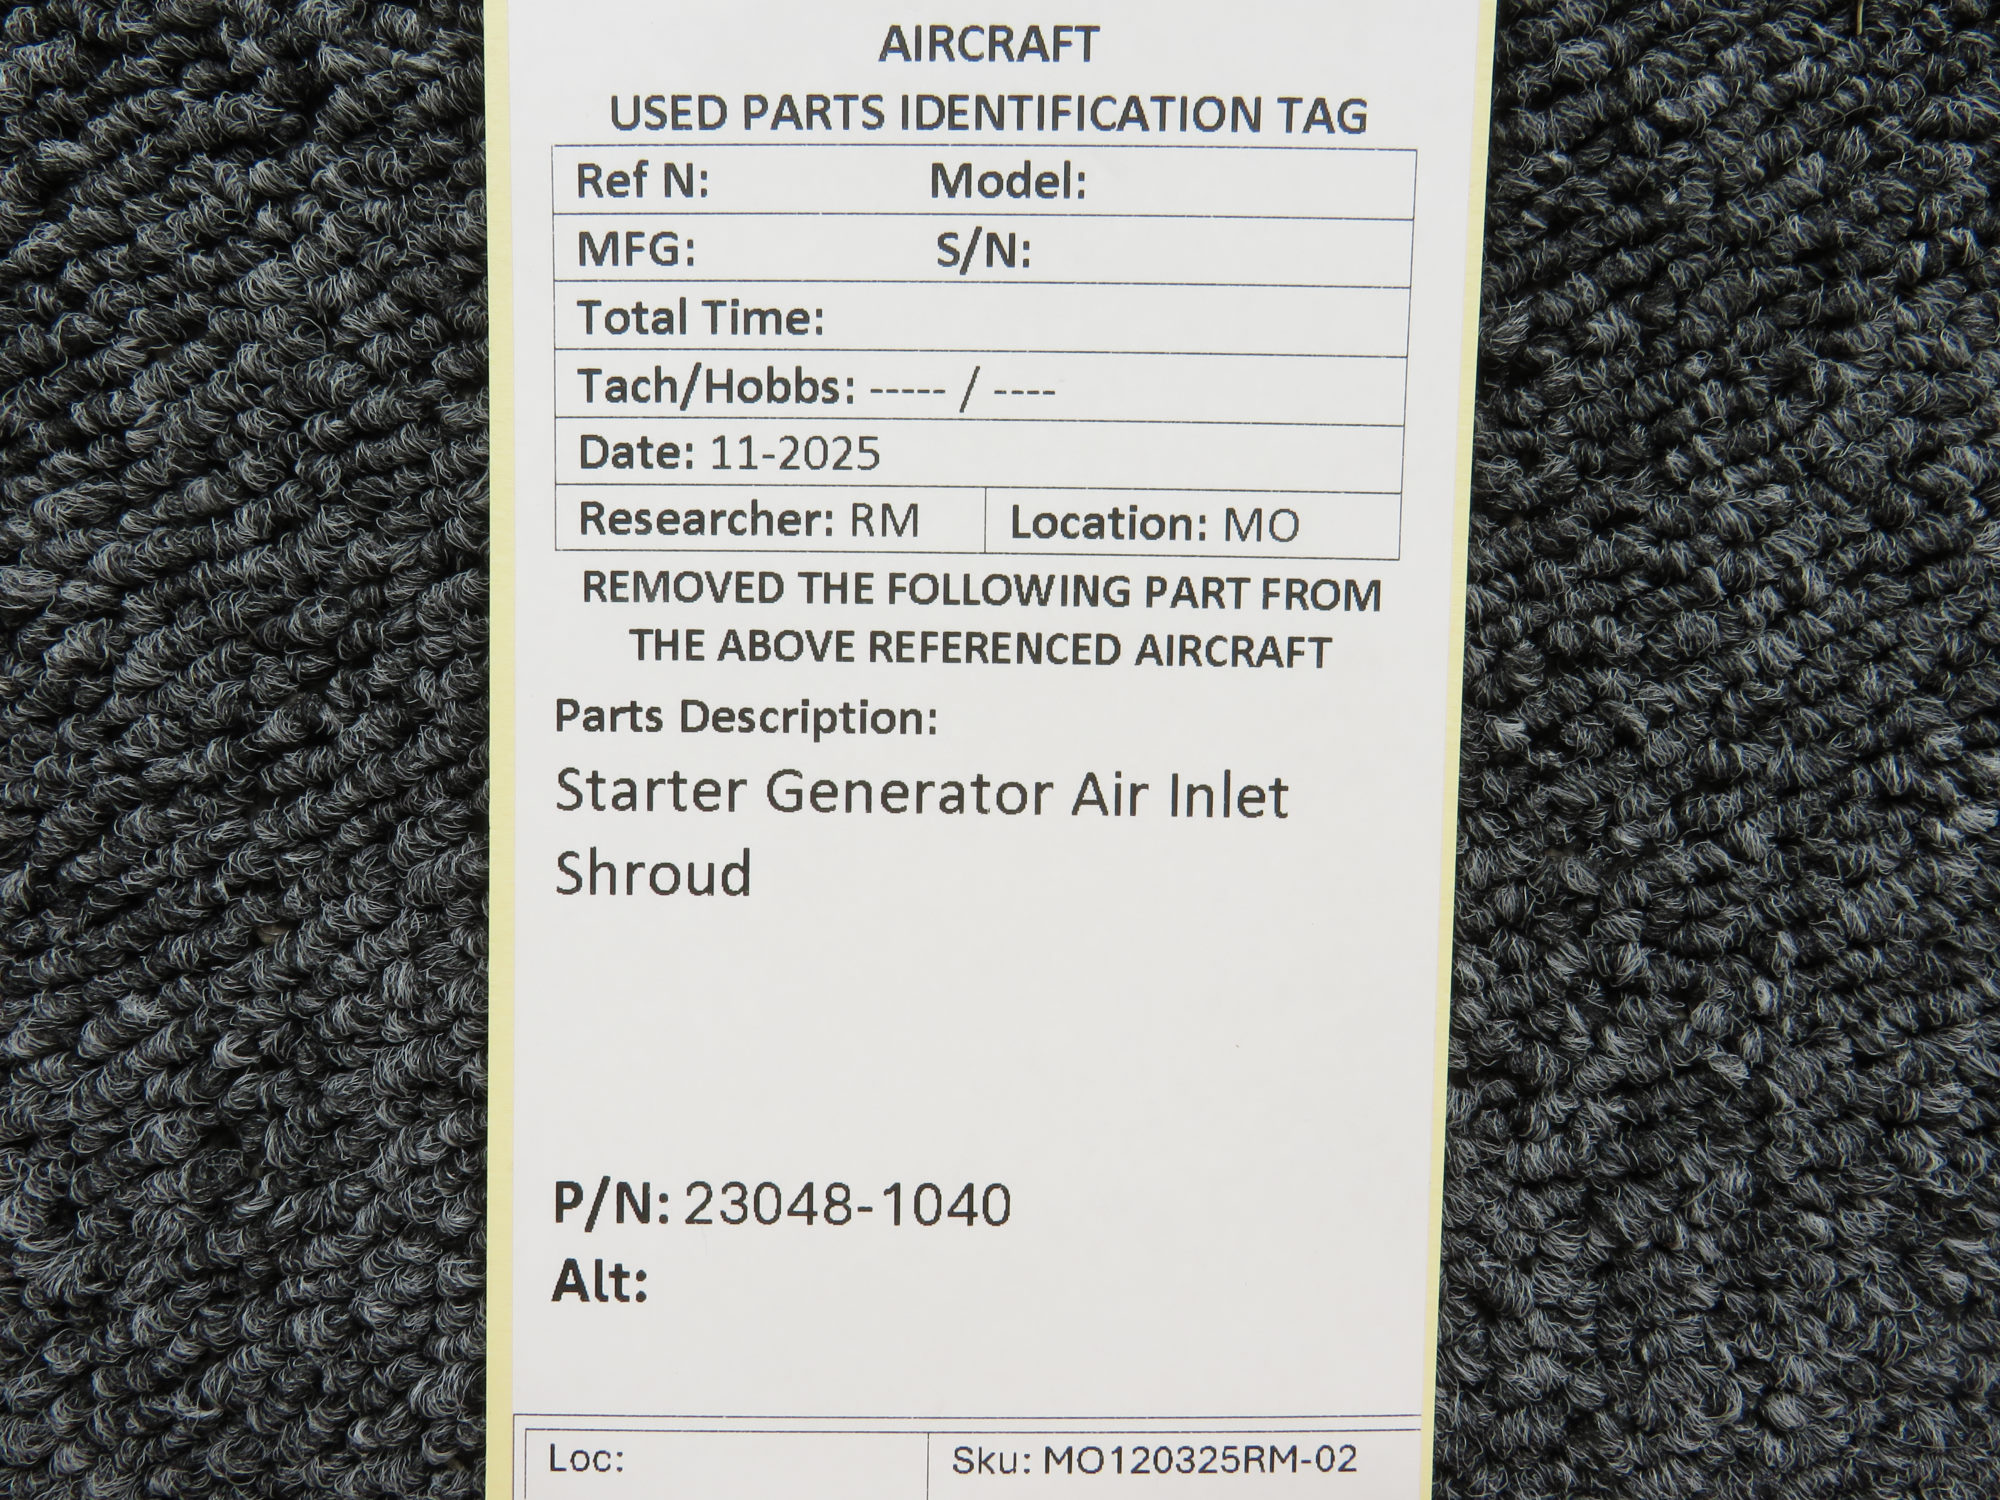 AIRCRAFT
USED PARTS IDENTIFICATION TAG
Ref N: Model:
MFG: S/N:
Total Time:
Tach/Hobbs: ----- / ----
Date: 11-2025
Researcher: RM Location: MO
REMOVED THE FOLLOWING PART FROM
THE ABOVE REFERENCED AIRCRAFT
Parts Description:
Starter Generator Air Inlet
Shroud
P/N: 23048-1040
Alt:
Loc: Sku: MO120325RM-02